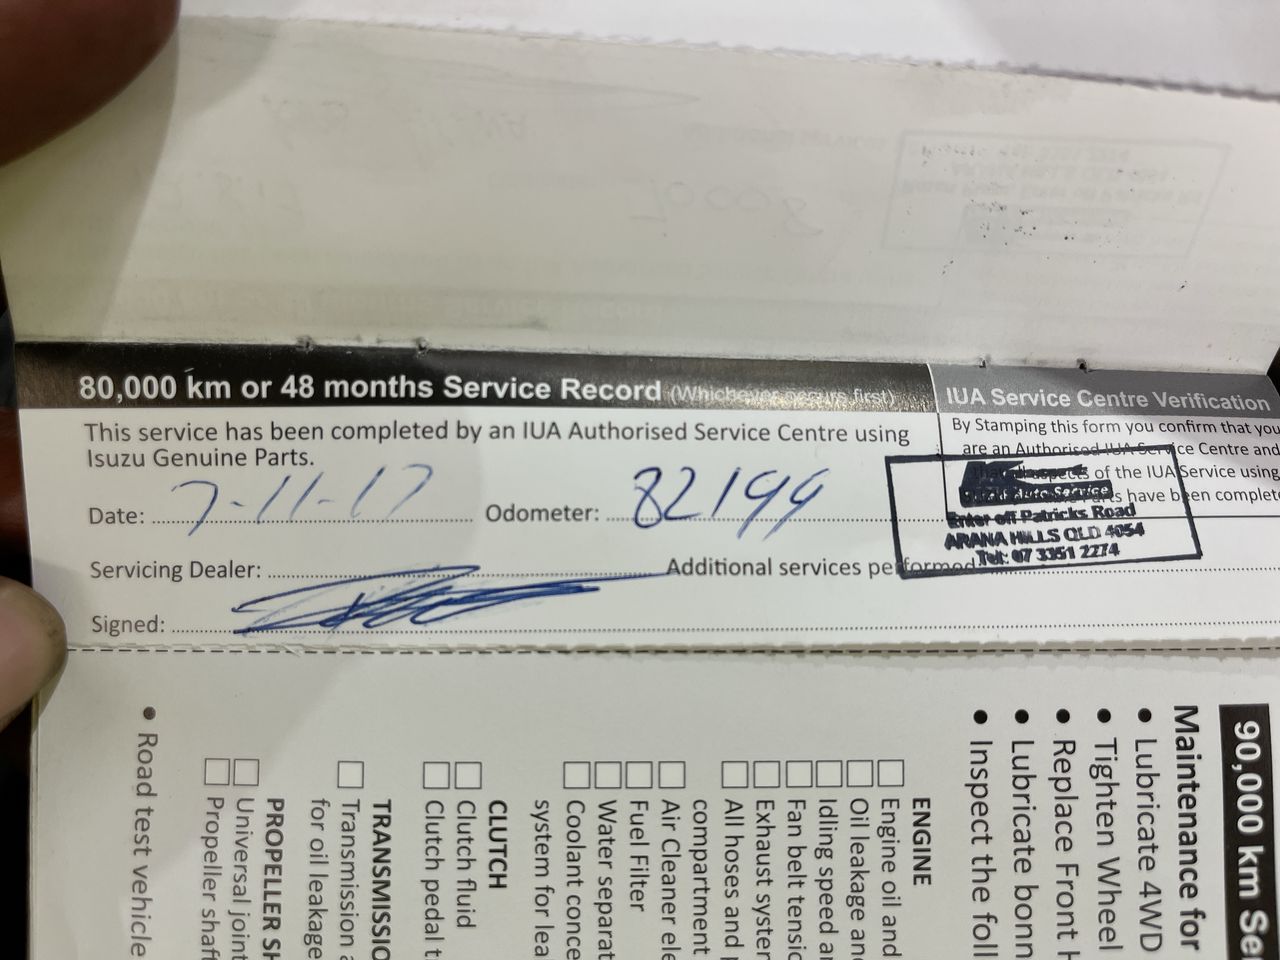 80,000 km or 48 months Service Record (Whichever occurs first)
This service has been completed by an IUA Authorised Service Centre using
Isuzu Genuine Parts.
Date: 7-11-17 Odometer: 82199
Servicing Dealer: Additional services performed
Signed:
IUA Service Centre Verification
By Stamping this form you confirm that you
are an Authorised IUA Service Centre and
that all aspects of the IUA Service using
have been complete
Auto Service
Enter off Patricks Road
ARANA HILLS QLD 4054
Tel: 07 3351 2274
90,000 km Se
Maintenance for
• Lubricate 4WD
• Tighten Wheel
• Replace Front H
• Lubricate bonn
• Inspect the foll
ENGINE
Engine oil and
Oil leakage and
Idling speed a
Fan belt tensio
Exhaust system
All hoses and
compartment
Air Cleaner ele
Fuel Filter
Water separat
Coolant conce
system for lea
CLUTCH
Clutch fluid
Clutch pedal t
TRANSMISSIO
Transmission a
for oil leakage
PROPELLER SH
Universal joint
Propeller shaft
• Road test vehicle